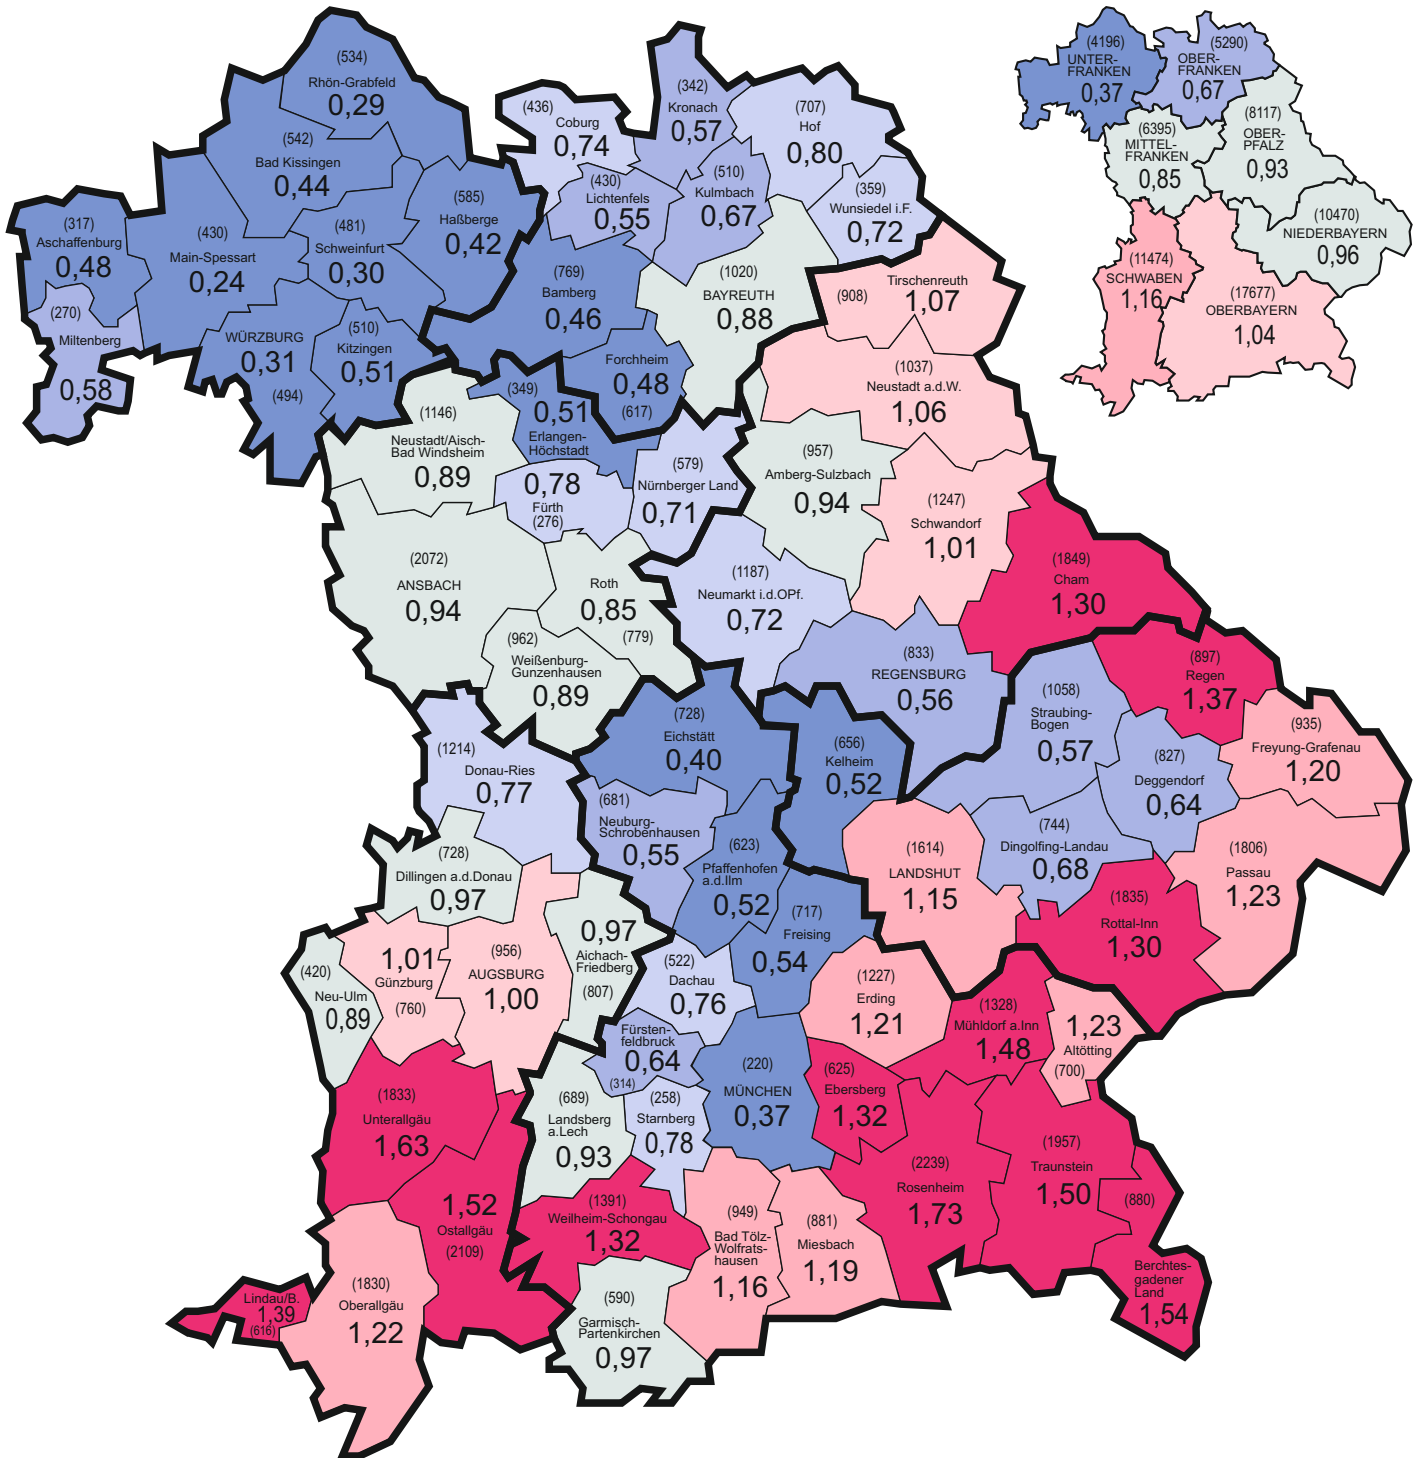 (534)
Rhön-Grabfeld
0,29
(542)
Bad Kissingen
0,44
(585)
Haßberge
0,42
(317)
Aschaffenburg
0,48
(430)
Main-Spessart
0,24
(481)
Schweinfurt
0,30
(270)
Miltenberg
0,58
WÜRZBURG
0,31
(494)
(510)
Kitzingen
0,51
(436)
Coburg
0,74
(342)
Kronach
0,57
(707)
Hof
0,80
(430)
Lichtenfels
0,55
(510)
Kulmbach
0,67
(359)
Wunsiedel i.F.
0,72
(769)
Bamberg
0,46
(1020)
BAYREUTH
0,88
Forchheim
0,48
(617)
(908)
Tirschenreuth
1,07
(1037)
Neustadt a.d.W.
1,06
(1146)
Neustadt/Aisch-
Bad Windsheim
0,89
(349)
0,51
Erlangen-
Höchstadt
0,78
Fürth
(276)
(579)
Nürnberger Land
0,71
(957)
Amberg-Sulzbach
0,94
(1247)
Schwandorf
1,01
(1849)
Cham
1,30
(2072)
ANSBACH
0,94
Roth
0,85
(779)
(962)
Weißenburg-
Gunzenhausen
0,89
(1187)
Neumarkt i.d.OPf.
0,72
(833)
REGENSBURG
0,56
(897)
Regen
1,37
(1058)
Straubing-
Bogen
0,57
(935)
Freyung-Grafenau
1,20
(827)
Deggendorf
0,64
(656)
Kelheim
0,52
(744)
Dingolfing-Landau
0,68
(1806)
Passau
1,23
(1614)
LANDSHUT
1,15
(1835)
Rottal-Inn
1,30
(1214)
Donau-Ries
0,77
(728)
Eichstätt
0,40
(681)
Neuburg-
Schrobenhausen
0,55
(623)
Pfaffenhofen
a.d.Ilm
0,52
(728)
Dillingen a.d.Donau
0,97
(717)
Freising
0,54
(420)
Neu-Ulm
0,89
1,01
Günzburg
(760)
(956)
AUGSBURG
1,00
0,97
Aichach-
Friedberg
(807)
(522)
Dachau
0,76
(1227)
Erding
1,21
(1328)
Mühldorf a.Inn
1,48
1,23
Altötting
(700)
Fürsten-
feldbruck
0,64
(314)
(220)
MÜNCHEN
0,37
(625)
Ebersberg
1,32
(1833)
Unterallgäu
1,63
(689)
Landsberg
a.Lech
0,93
(258)
Starnberg
0,78
(1957)
Traunstein
1,50
(2239)
Rosenheim
1,73
(880)
Berchtes-
gadener
Land
1,54
1,52
Ostallgäu
(2109)
(1391)
Weilheim-Schongau
1,32
(949)
Bad Tölz-
Wolfrats-
hausen
1,16
(881)
Miesbach
1,19
(590)
Garmisch-
Partenkirchen
0,97
(1830)
Oberallgäu
1,22
Lindau/B.
1,39
(616)
(4196)
UNTER-
FRANKEN
0,37
(5290)
OBER-
FRANKEN
0,67
(6395)
MITTEL-
FRANKEN
0,85
(8117)
OBER-
PFALZ
0,93
(10470)
NIEDERBAYERN
0,96
(11474)
SCHWABEN
1,16
(17677)
OBERBAYERN
1,04